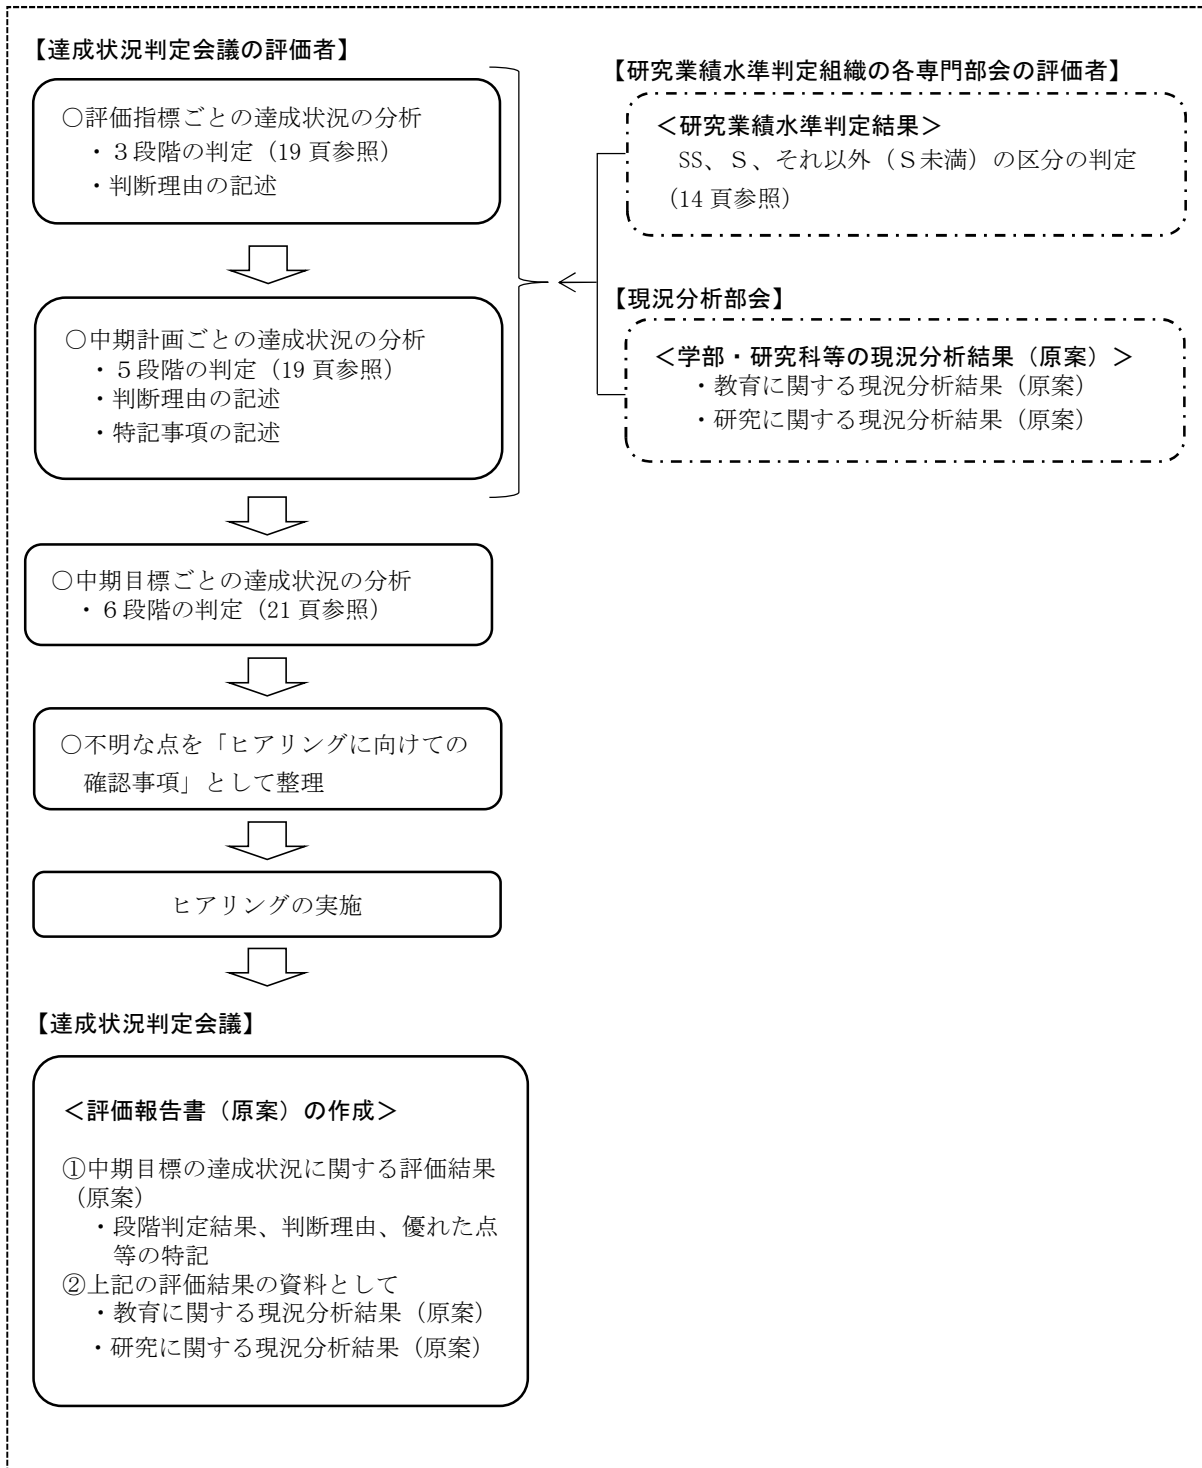 【達成状況判定会議の評価者】
○評価指標ごとの達成状況の分析
・３段階の判定（19 頁参照）
・判断理由の記述
○中期計画ごとの達成状況の分析
・５段階の判定（19 頁参照）
・判断理由の記述
・特記事項の記述
【研究業績水準判定組織の各専門部会の評価者】
＜研究業績水準判定結果＞
SS、Ｓ、それ以外（Ｓ未満）の区分の判定
（14 頁参照）
【現況分析部会】
＜学部・研究科等の現況分析結果（原案）＞
・教育に関する現況分析結果（原案）
・研究に関する現況分析結果（原案）
○中期目標ごとの達成状況の分析
・６段階の判定（21 頁参照）
○不明な点を「ヒアリングに向けての
確認事項」として整理
ヒアリングの実施
【達成状況判定会議】
＜評価報告書（原案）の作成＞
①中期目標の達成状況に関する評価結果
（原案）
・段階判定結果、判断理由、優れた点
等の特記
②上記の評価結果の資料として
・教育に関する現況分析結果（原案）
・研究に関する現況分析結果（原案）